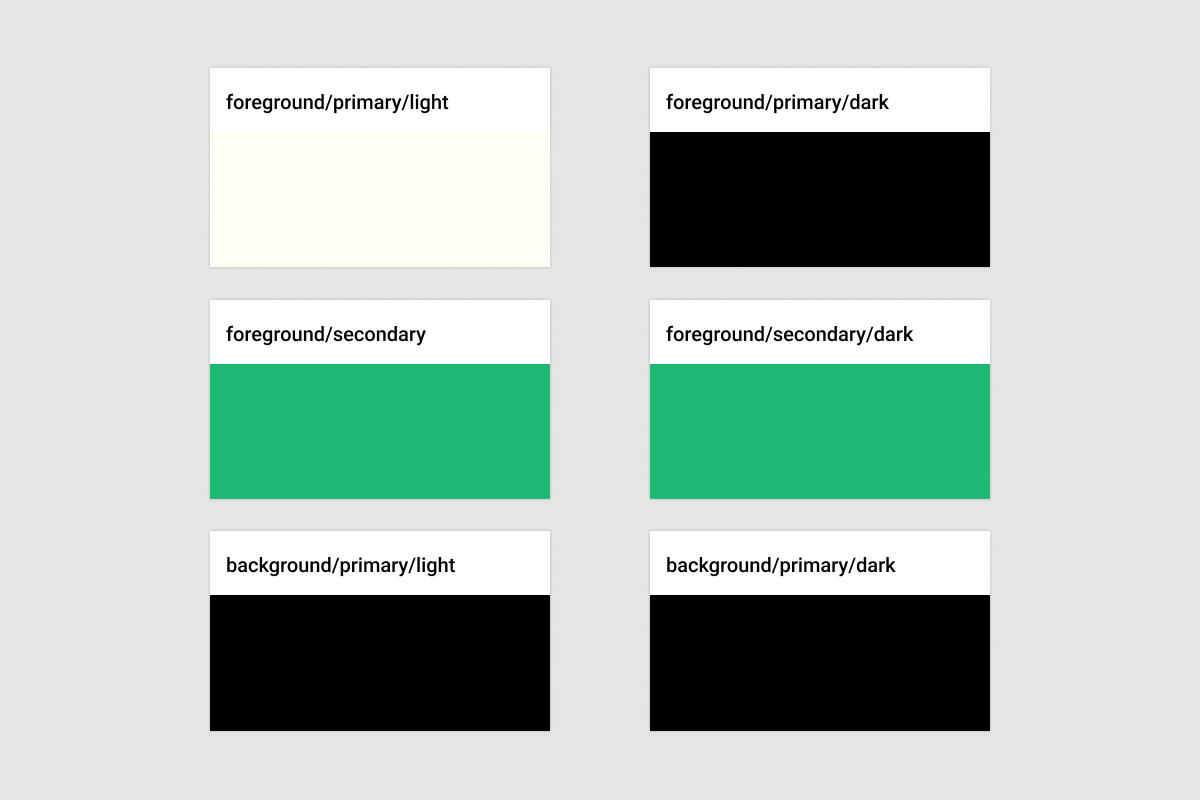 foreground/primary/light
foreground/primary/dark
foreground/secondary
foreground/secondary/dark
background/primary/light
background/primary/dark